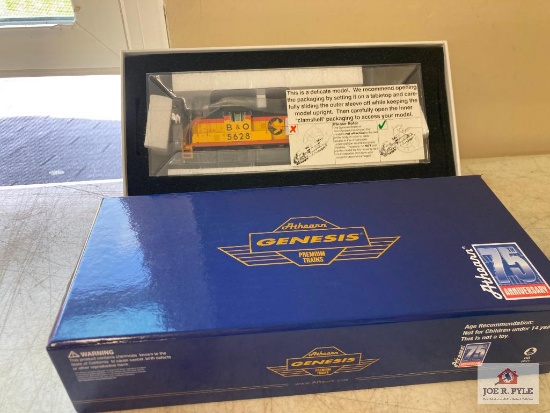 This is a delicate model. We recommend opening
the packaging by setting it on a tabletop and care-
fully sliding the outer sleeve off while keeping the
model upright. Then carefully open the inner
"clamshell" packaging to access your model.
B & O
5628
Athearn®
GENESIS®
PREMIUM
TRAINS
Athearn®
75
ANNIVERSARY
Age Recommendation:
Not for Children under 14
This is not a toy.
WARNING
Athearn
75
Athearn
GENESIS
PREMIUM
TRAINS
JOE R. PYLE